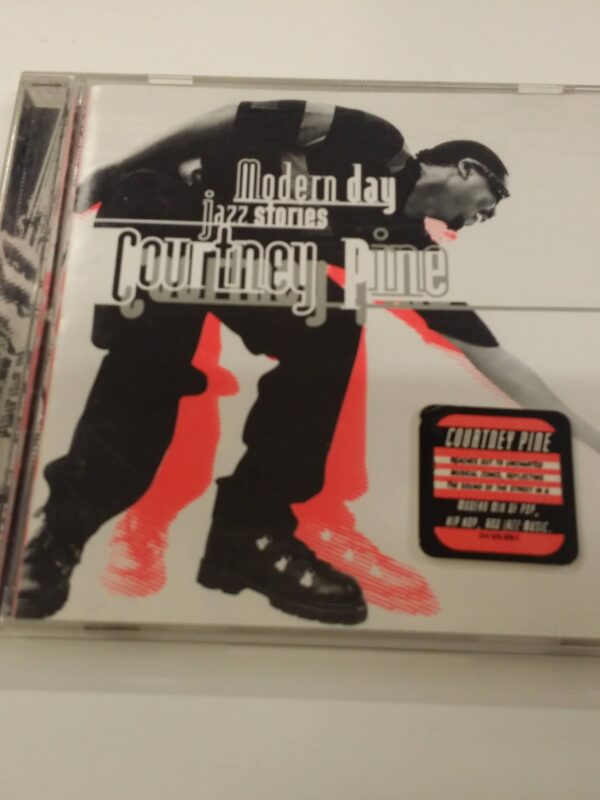 Modern day
jazz stories
Courtney Pine
COURTNEY PINE
REACHES OUT TO UNCHARTED
MUSICAL ZONES, REFLECTING
THE SOUND OF THE STREET IN A
MODERN MIX OF POP,
HIP HOP, AND JAZZ MUSIC.